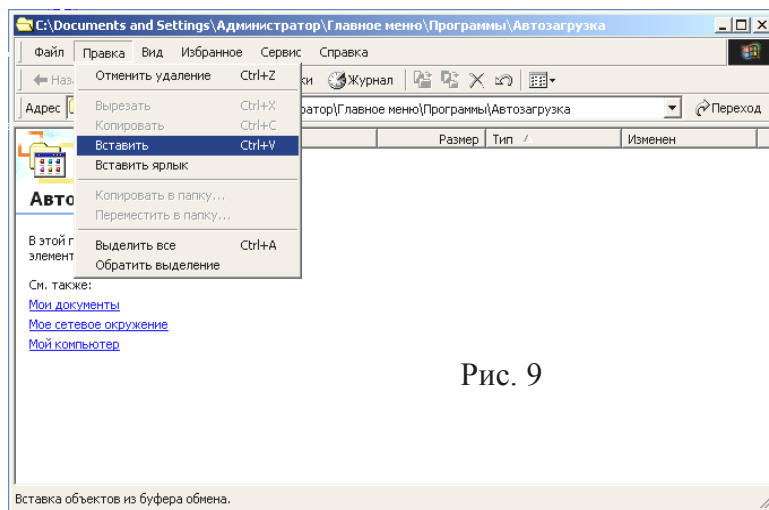 C:\Documents and Settings\Администратор\Главное меню\Программы\Автозагрузка
Файл Правка Вид Избранное Сервис Справка
Журнал
Адрес \Главное меню\Программы\Автозагрузка Переход
Отменить удаление Ctrl+Z
Вырезать Ctrl+X
Копировать Ctrl+C
Вставить Ctrl+V
Вставить ярлык
Копировать в папку...
Переместить в папку...
Выделить все Ctrl+A
Обратить выделение
Размер Тип Изменен
Авто
В этой
элемент
См. также:
Мои документы
Мое сетевое окружение
Мой компьютер
Рис. 9
Вставка объектов из буфера обмена.